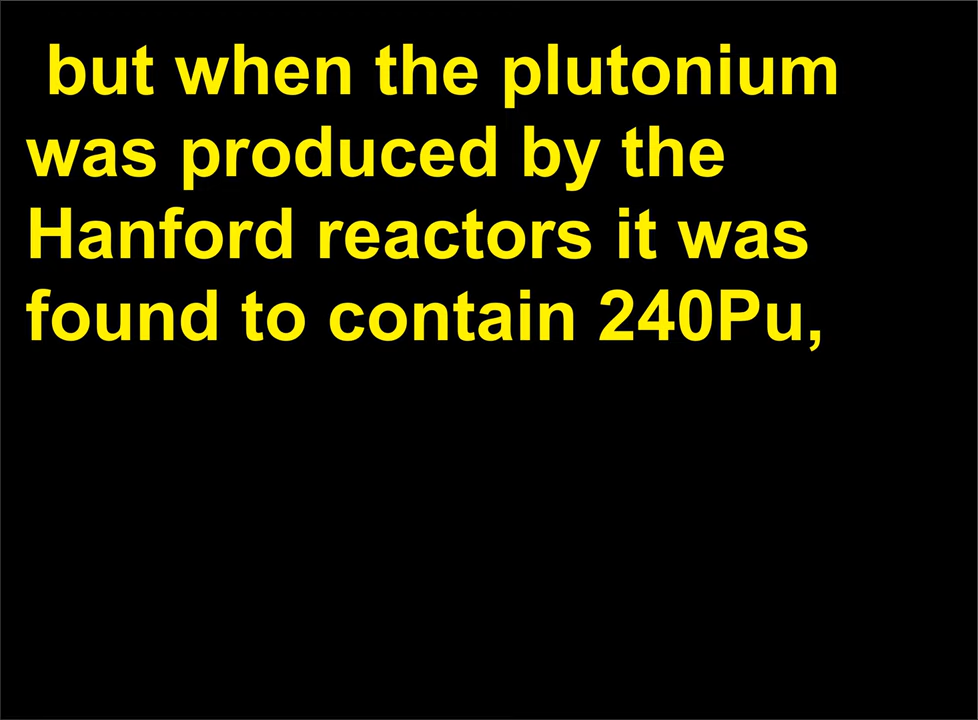 but when the plutonium
was produced by the
Hanford reactors it was
found to contain 240Pu,